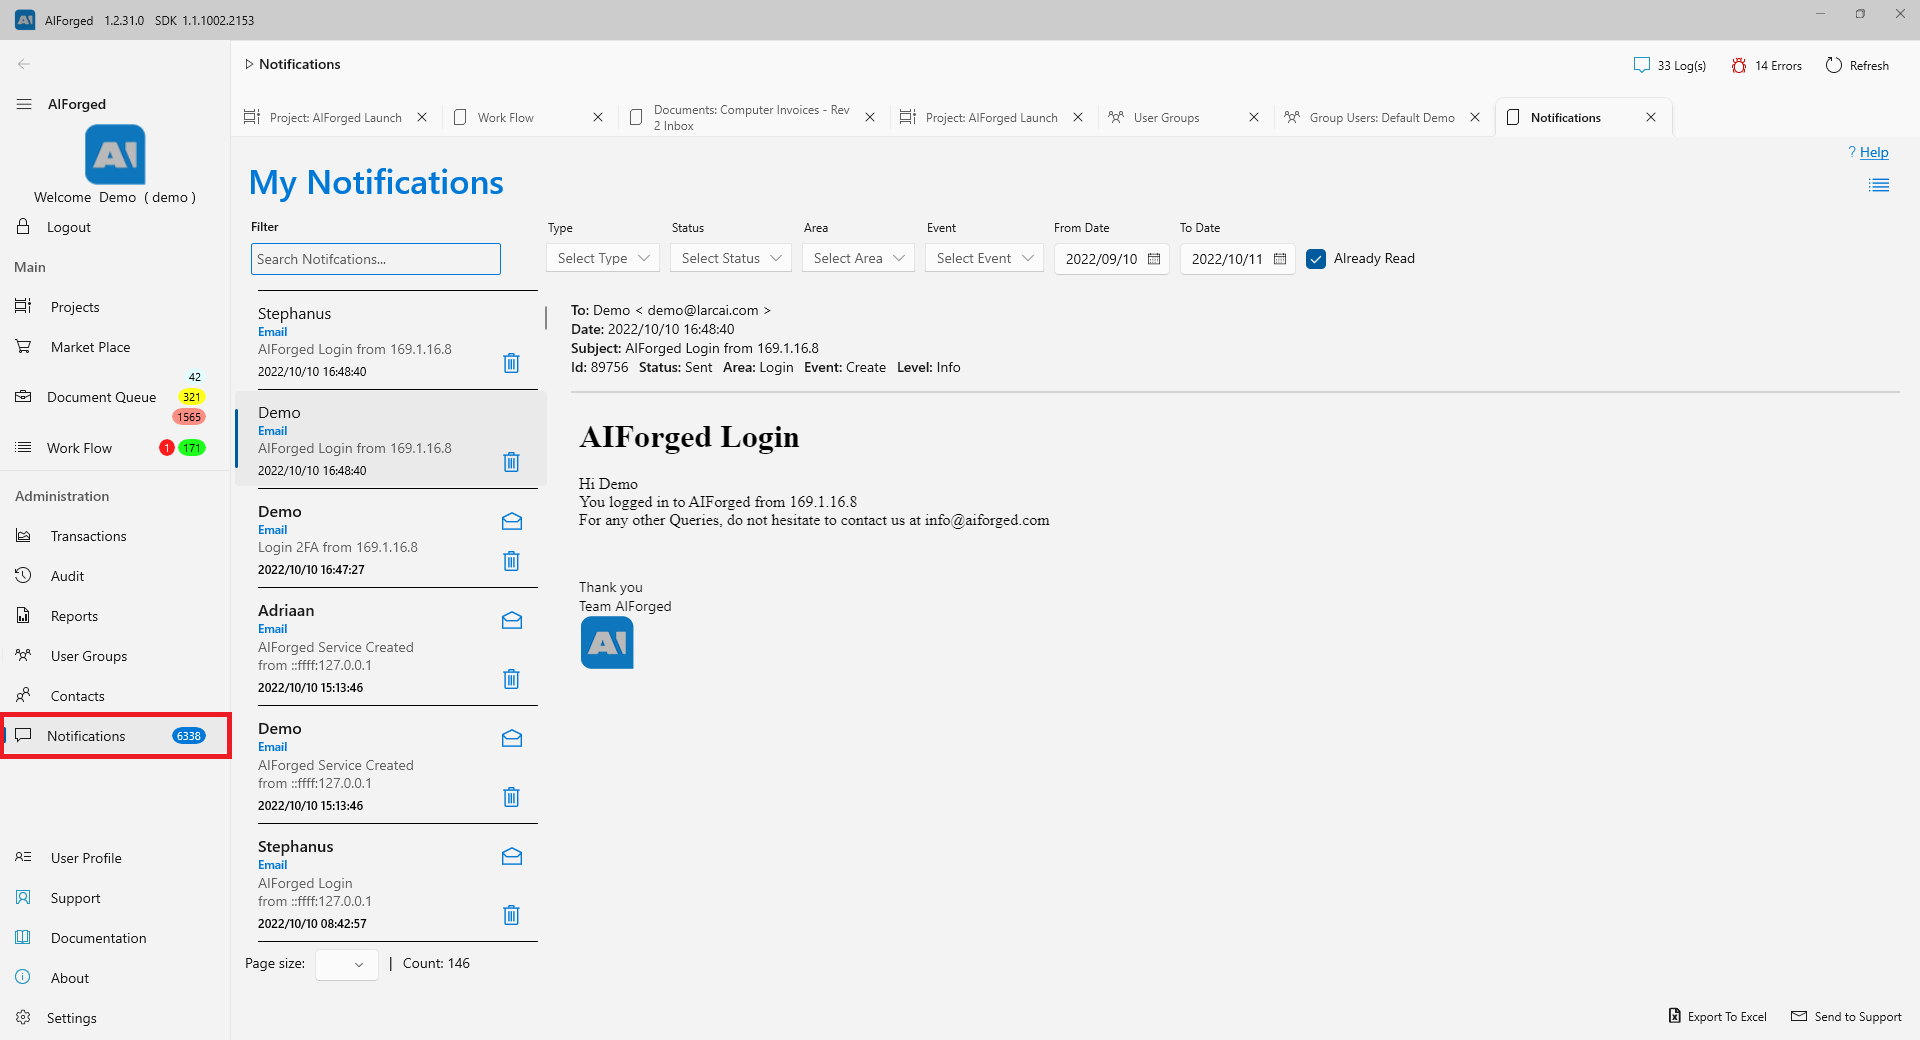 AIForged 1.2.31.0 SDK 1.1.1002.2153
AIForged
AI
Welcome Demo ( demo )
Logout
Main
Projects
Market Place
42
Document Queue 321
1565
Work Flow 1 171
Administration
Transactions
Audit
Reports
User Groups
Contacts
Notifications 6338
User Profile
Support
Documentation
About
Settings
Notifications
33 Log(s) 14 Errors Refresh
Project: AIForged Launch
Work Flow
Documents: Computer Invoices - Rev
2 Inbox
Project: AIForged Launch
User Groups
Group Users: Default Demo
Notifications
? Help
My Notifications
Filter
Search Notifcations...
Type
Select Type
Status
Select Status
Area
Select Area
Event
Select Event
From Date
2022/09/10
To Date
2022/10/11
Already Read
Stephanus
Email
AIForged Login from 169.1.16.8
2022/10/10 16:48:40
Demo
Email
AIForged Login from 169.1.16.8
2022/10/10 16:48:40
Demo
Email
Login 2FA from 169.1.16.8
2022/10/10 16:47:27
Adriaan
Email
AIForged Service Created
from ::ffff:127.0.0.1
2022/10/10 15:13:46
Demo
Email
AIForged Service Created
from ::ffff:127.0.0.1
2022/10/10 15:13:46
Stephanus
Email
AIForged Login
from ::ffff:127.0.0.1
2022/10/10 08:42:57
Page size: | Count: 146
To: Demo < demo@larcai.com >
Date: 2022/10/10 16:48:40
Subject: AIForged Login from 169.1.16.8
Id: 89756 Status: Sent Area: Login Event: Create Level: Info
AIForged Login
Hi Demo
You logged in to AIForged from 169.1.16.8
For any other Queries, do not hesitate to contact us at info@aiforged.com
Thank you
Team AIForged
AI
Export To Excel Send to Support